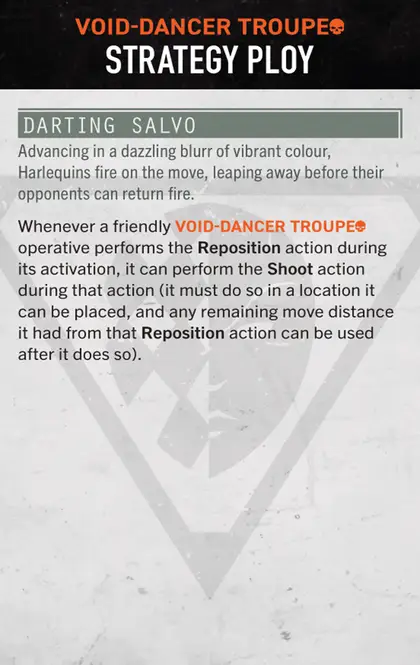 VOID-DANCER TROUPE
STRATEGY PLOY
DARTING SALVO
Advancing in a dazzling blurr of vibrant colour,
Harlequins fire on the move, leaping away before their
opponents can return fire.
Whenever a friendly VOID-DANCER TROUPE
operative performs the Reposition action during
its activation, it can perform the Shoot action
during that action (it must do so in a location it
can be placed, and any remaining move distance
it had from that Reposition action can be used
after it does so).